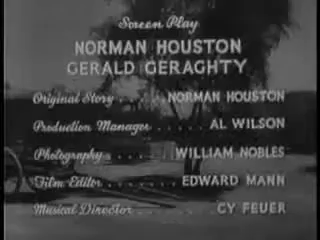 Screen Play
NORMAN HOUSTON
GERALD GERAGHTY
Original Story . . . . . NORMAN HOUSTON
Production Manager . . . . . . AL WILSON
Photography . . . . . . WILLIAM NOBLES
Film Editor . . . . . . EDWARD MANN
Musical Director . . . . . . CY FEUER